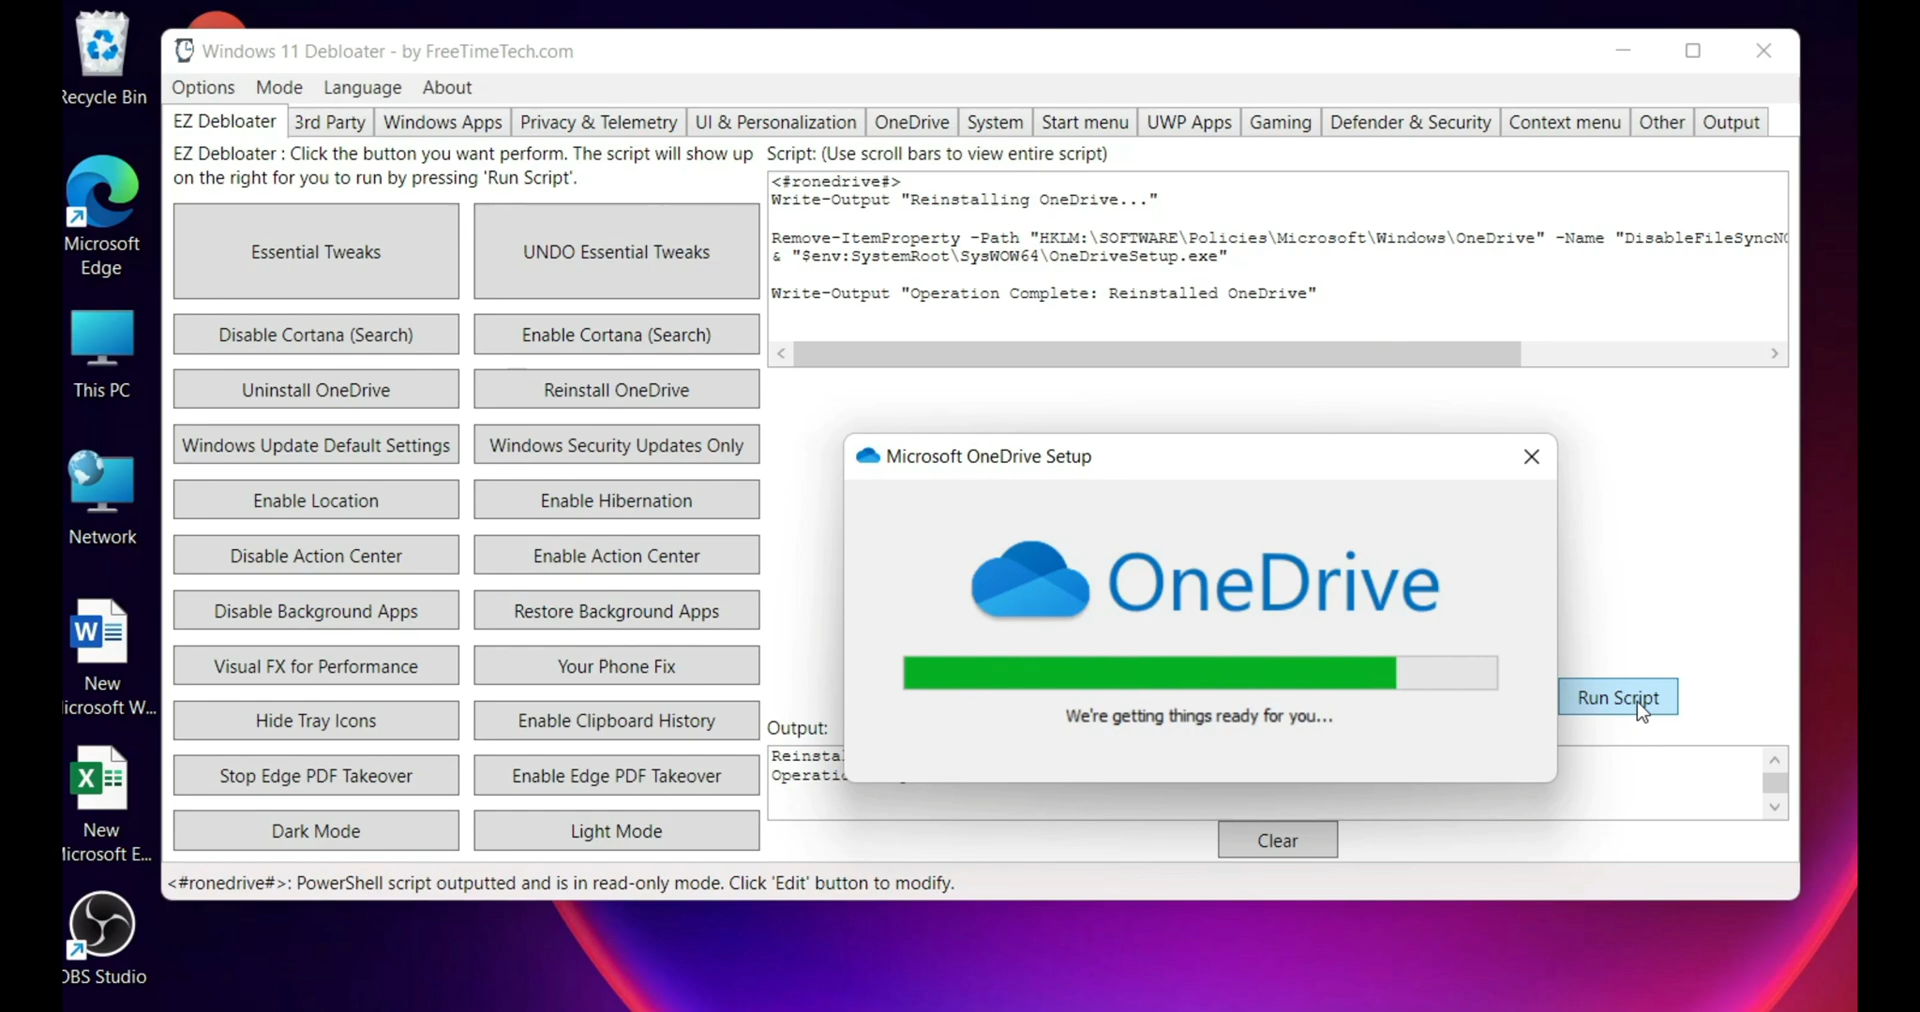 Recycle Bin
Microsoft
Edge
This PC
Network
New
icrosoft W...
New
Microsoft E...
OBS Studio
Windows 11 Debloater - by FreeTimeTech.com
Options Mode Language About
EZ Debloater 3rd Party Windows Apps Privacy & Telemetry UI & Personalization OneDrive System Start menu UWP Apps Gaming Defender & Security Context menu Other Output
EZ Debloater : Click the button you want perform. The script will show up
on the right for you to run by pressing 'Run Script'.
Essential Tweaks UNDO Essential Tweaks
Disable Cortana (Search) Enable Cortana (Search)
Uninstall OneDrive Reinstall OneDrive
Windows Update Default Settings Windows Security Updates Only
Enable Location Enable Hibernation
Disable Action Center Enable Action Center
Disable Background Apps Restore Background Apps
Visual FX for Performance Your Phone Fix
Hide Tray Icons Enable Clipboard History
Stop Edge PDF Takeover Enable Edge PDF Takeover
Dark Mode Light Mode
Script: (Use scroll bars to view entire script)
<#ronedrive#>
Write-Output "Reinstalling OneDrive..."
Remove-ItemProperty -Path "HKLM:\SOFTWARE\Policies\Microsoft\Windows\OneDrive" -Name "DisableFileSyncN
& "$env:SystemRoot\SysWOW64\OneDriveSetup.exe"
Write-Output "Operation Complete: Reinstalled OneDrive"
Microsoft OneDrive Setup
OneDrive
We're getting things ready for you...
Run Script
Output:
Reinsta
Operati
Clear
<#ronedrive#>: PowerShell script outputted and is in read-only mode. Click 'Edit' button to modify.